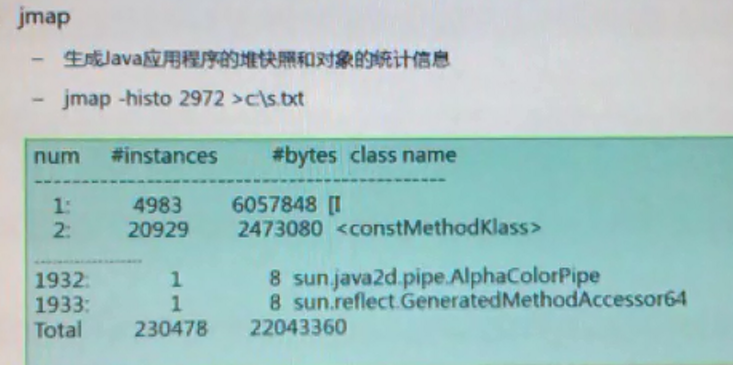 jmap
– 生成Java应用程序的堆快照和对象的统计信息
– jmap -histo 2972 >c:\s.txt
num #instances #bytes class name
----------------------------------------------
1: 4983 6057848 [I
2: 20929 2473080 <constMethodKlass>
..................
1932: 1 8 sun.java2d.pipe.AlphaColorPipe
1933: 1 8 sun.reflect.GeneratedMethodAccessor64
Total 230478 22043360